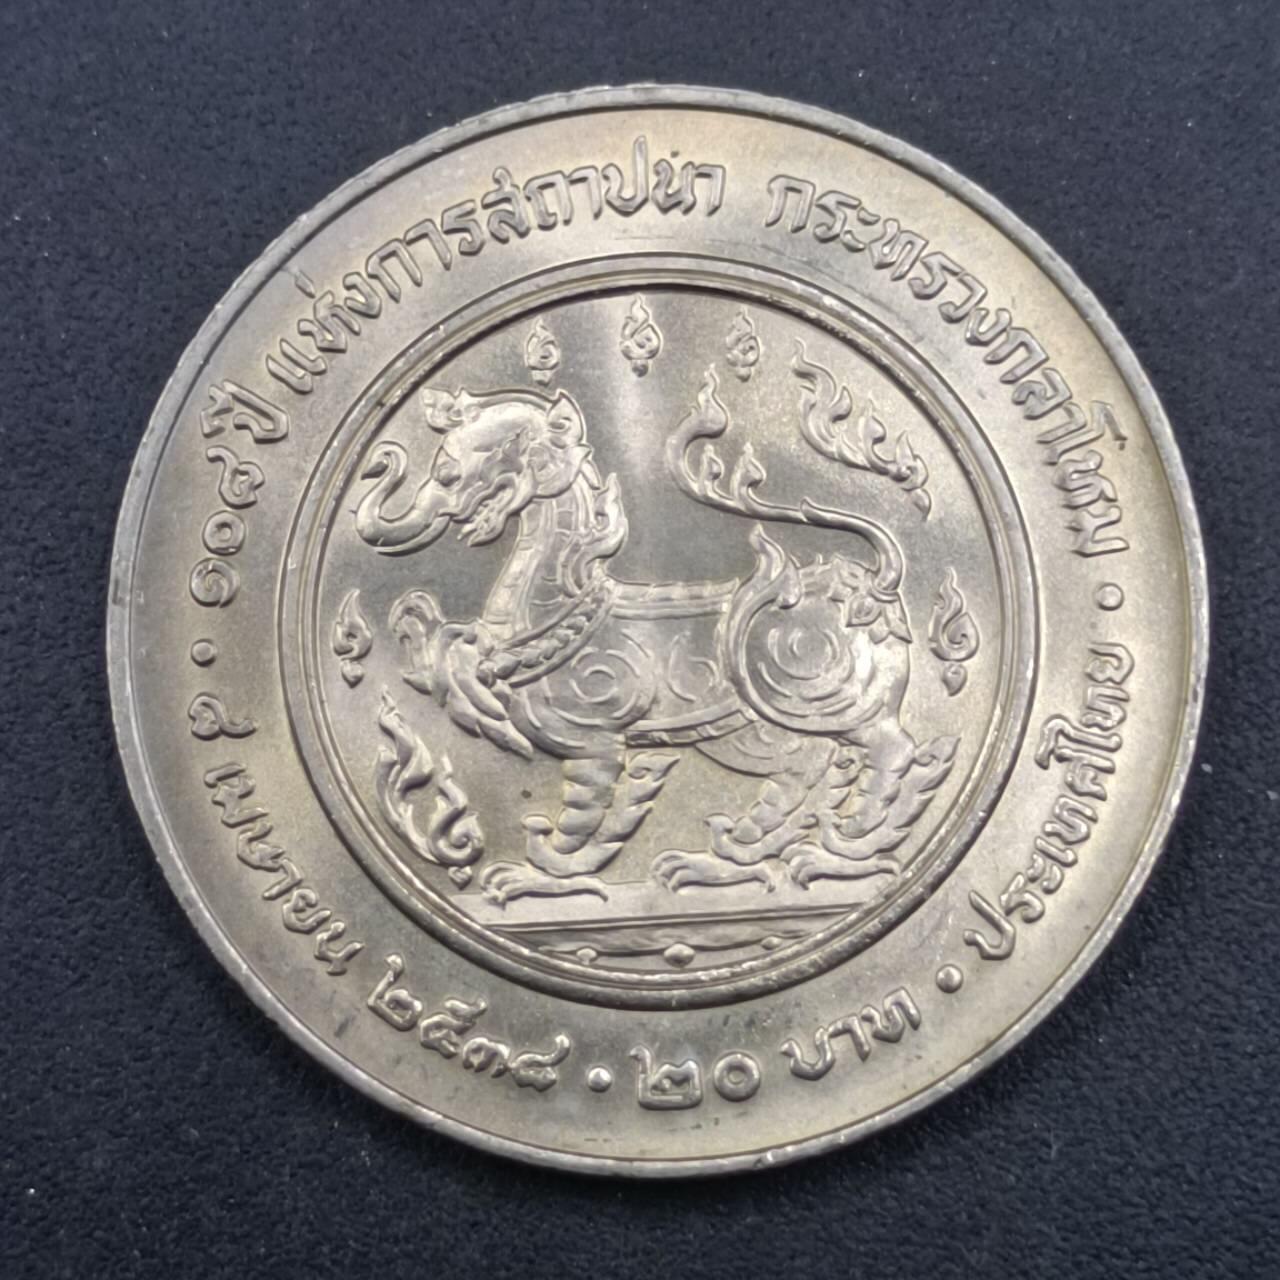 ๑๐๘ ปี แห่งการสถาปนา กระทรวงกลาโหม
๘ เมษายน ๒๕๓๘ • ๒๐ บาท • ประเทศไทย •